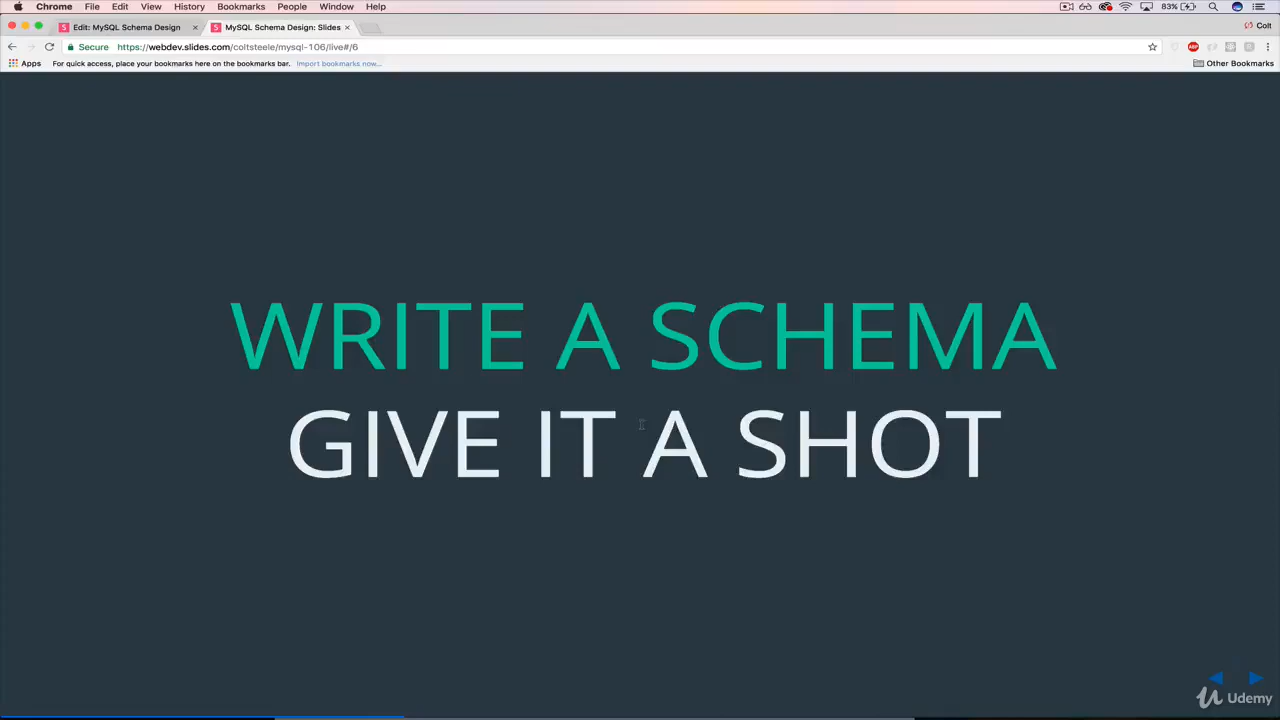 Chrome File Edit View History Bookmarks People Window Help 83%
Edit: MySQL Schema Design MySQL Schema Design: Slides Colt
Secure https://webdev.slides.com/coltsteele/mysql-106/live#/6
Apps For quick access, place your bookmarks here on the bookmarks bar. Import bookmarks now... Other Bookmarks
WRITE A SCHEMA
GIVE IT A SHOT
Udemy